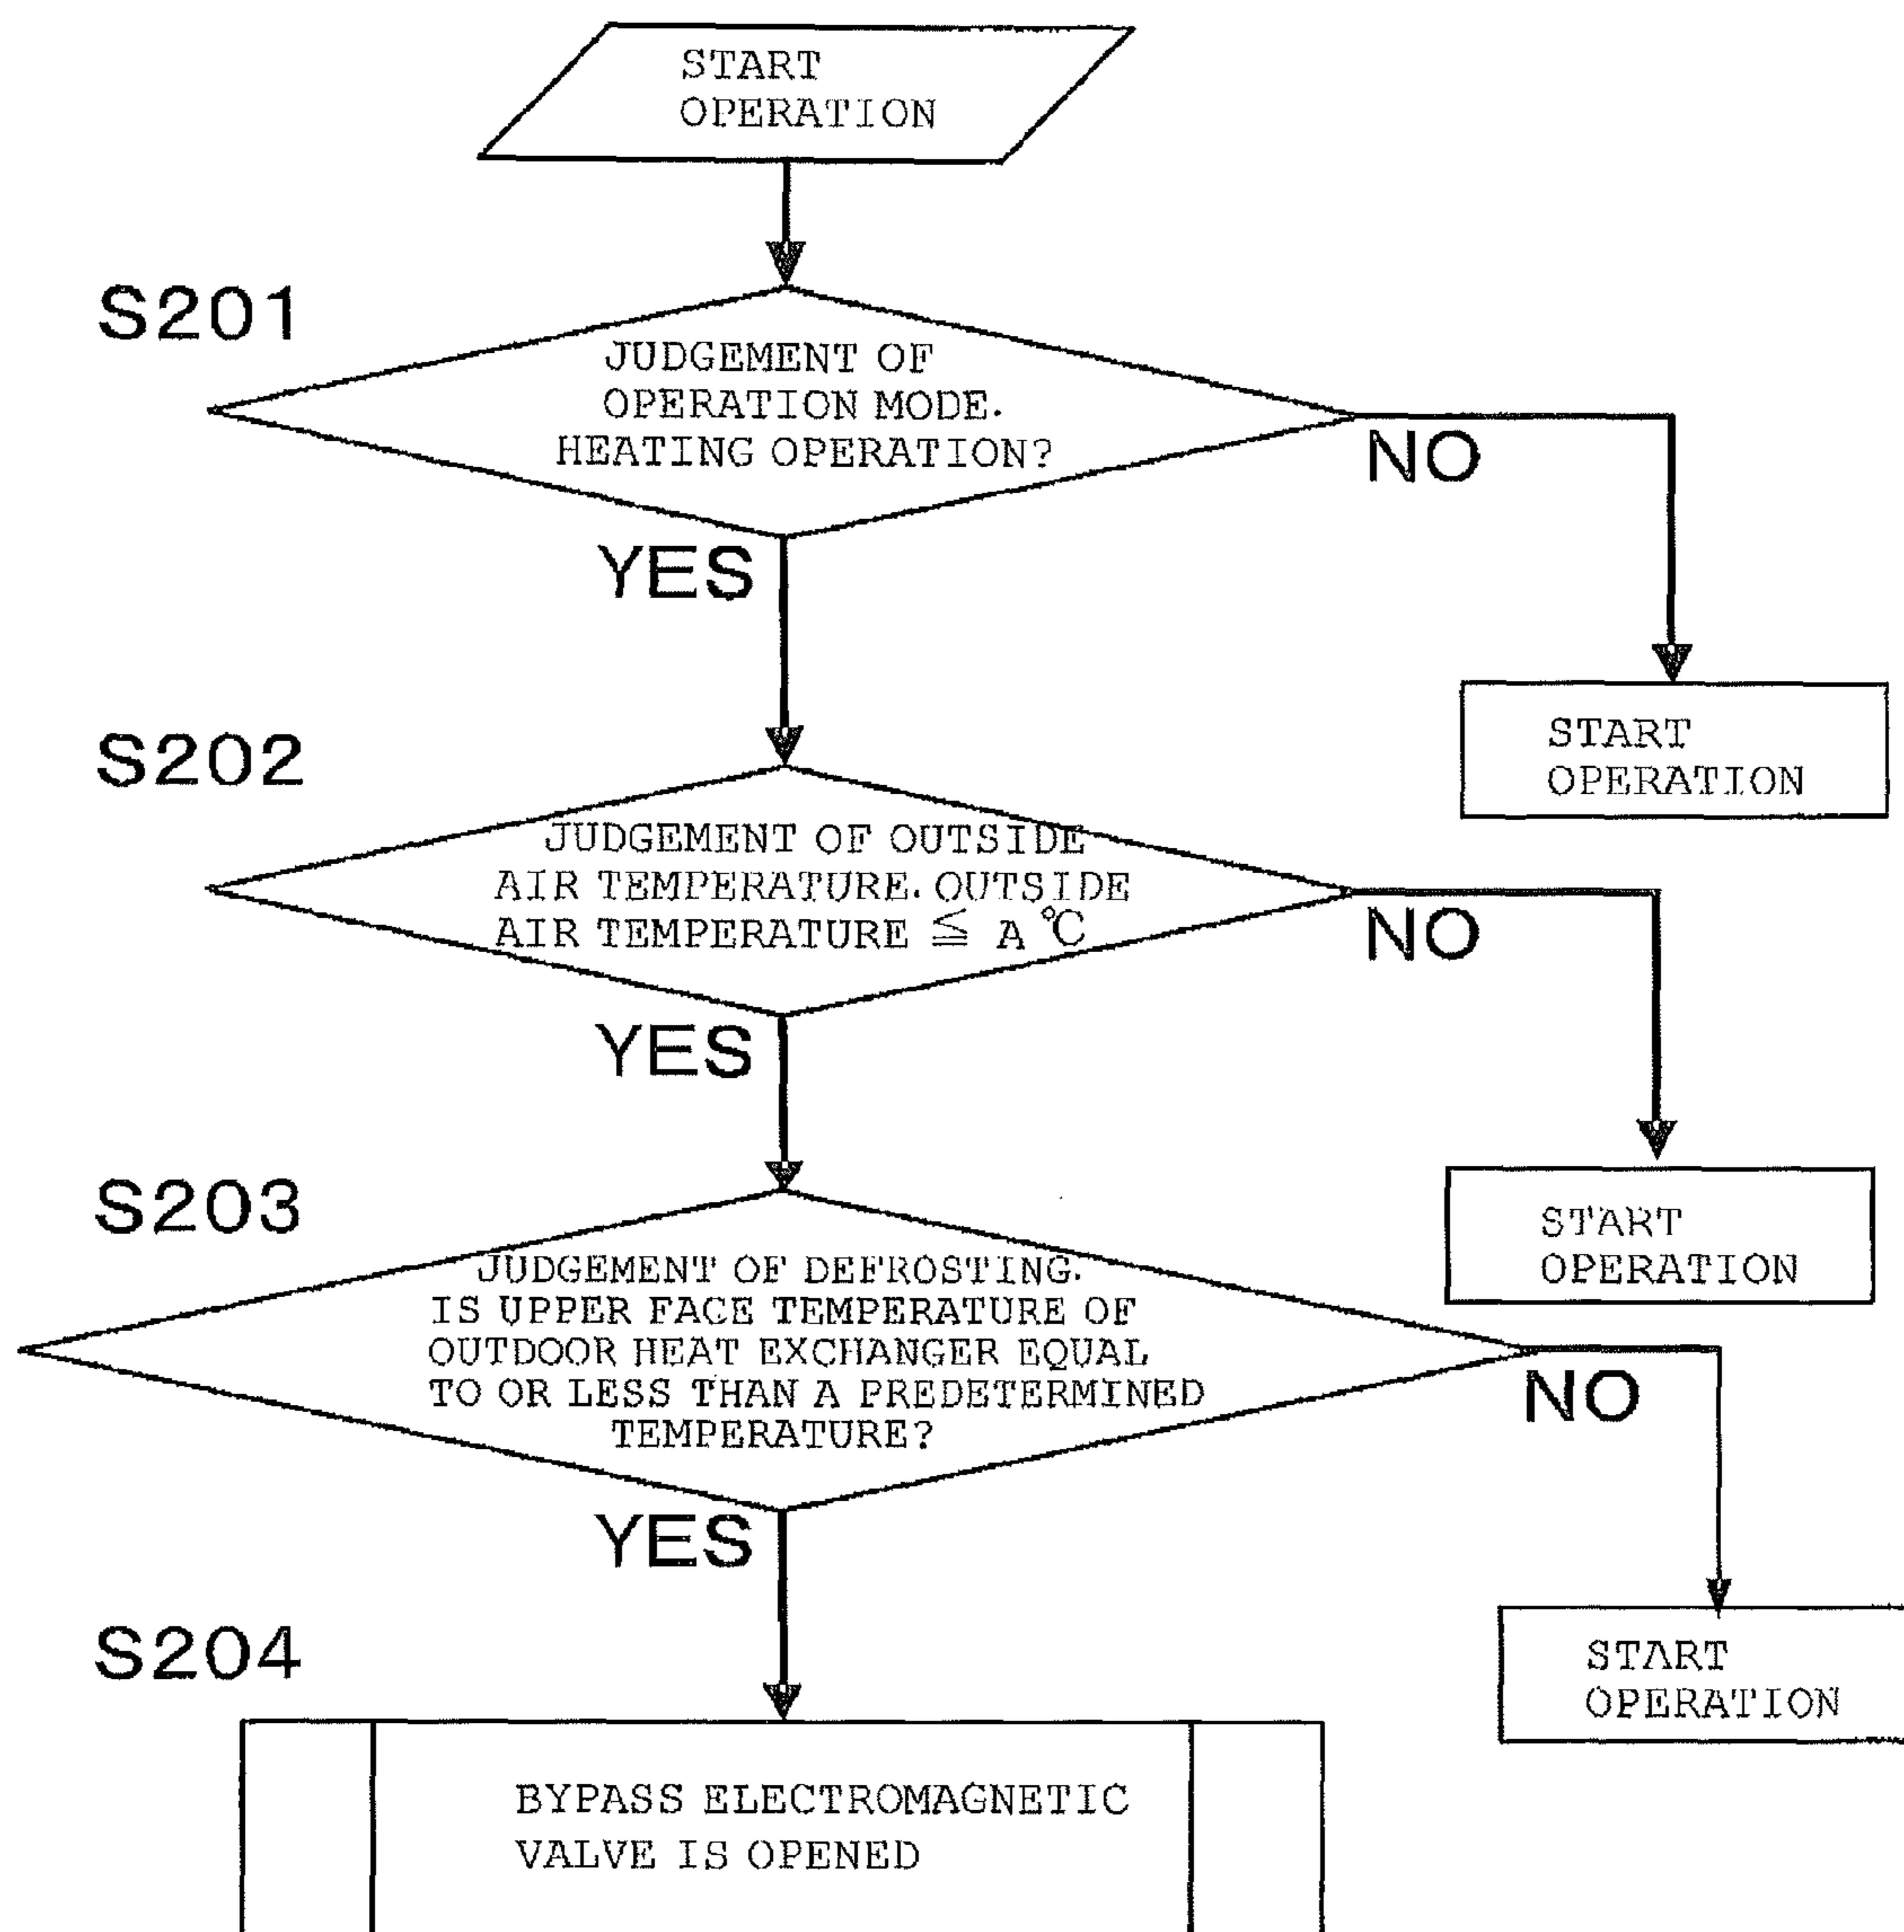 START
OPERATION
S201
JUDGEMENT OF
OPERATION MODE.
HEATING OPERATION?
NO
YES
START
OPERATION
S202
JUDGEMENT OF OUTSIDE
AIR TEMPERATURE. OUTSIDE
AIR TEMPERATURE ≦ A ℃
NO
YES
START
OPERATION
S203
JUDGEMENT OF DEFROSTING.
IS UPPER FACE TEMPERATURE OF
OUTDOOR HEAT EXCHANGER EQUAL
TO OR LESS THAN A PREDETERMINED
TEMPERATURE?
NO
YES
START
OPERATION
S204
BYPASS ELECTROMAGNETIC
VALVE IS OPENED